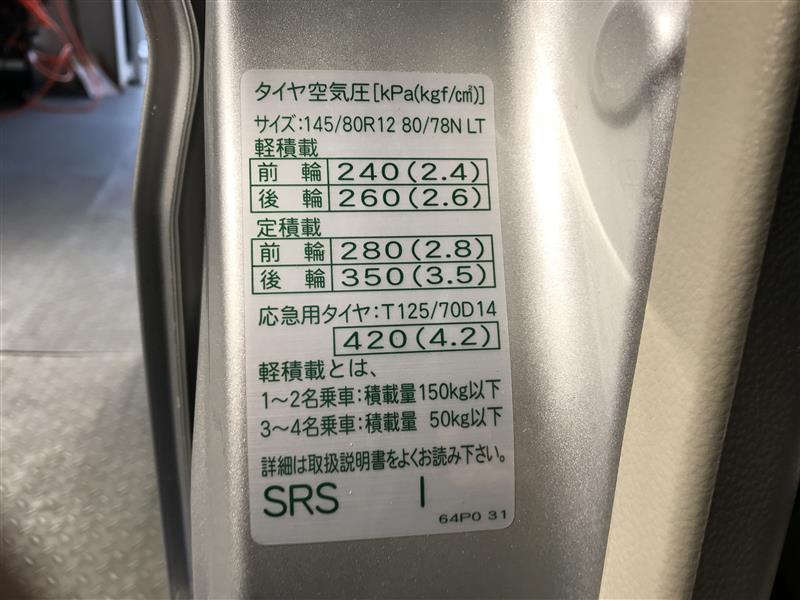 タイヤ空気圧[kPa(kgf/c㎡)]
サイズ:145/80R12 80/78N LT
軽積載
前 輪 240(2.4)
後 輪 260(2.6)
定積載
前 輪 280(2.8)
後 輪 350(3.5)
応急用タイヤ:T125/70D14
420(4.2)
軽積載とは、
1〜2名乗車:積載量150kg以下
3〜4名乗車:積載量 50kg以下
詳細は取扱説明書をよくお読み下さい。
SRS I
64P0 31